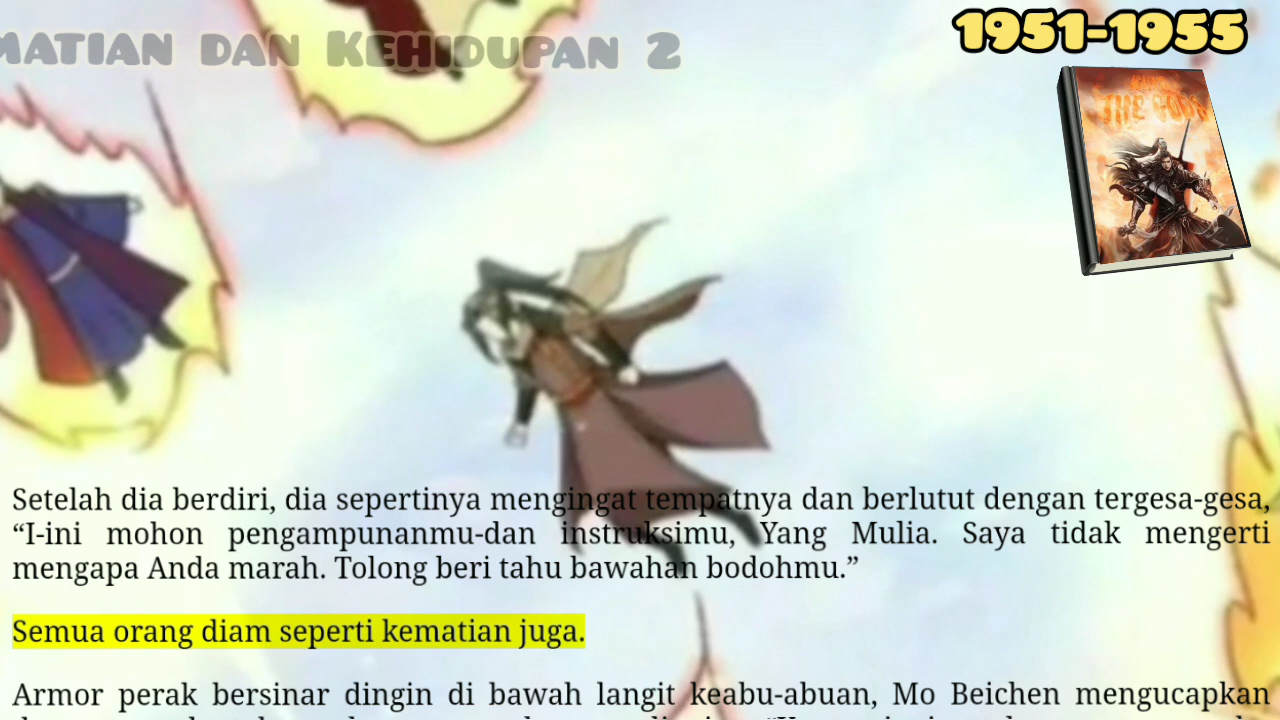 MATIAN DAN KEHIDUPAN 2
1951-1955
THE GODS
Setelah dia berdiri, dia sepertinya mengingat tempatnya dan berlutut dengan tergesa-gesa,
“I-ini mohon pengampunanmu-dan instruksimu, Yang Mulia. Saya tidak mengerti
mengapa Anda marah. Tolong beri tahu bawahan bodohmu.”
Semua orang diam seperti kematian juga.
Armor perak bersinar dingin di bawah langit keabu-abuan, Mo Beichen mengucapkan